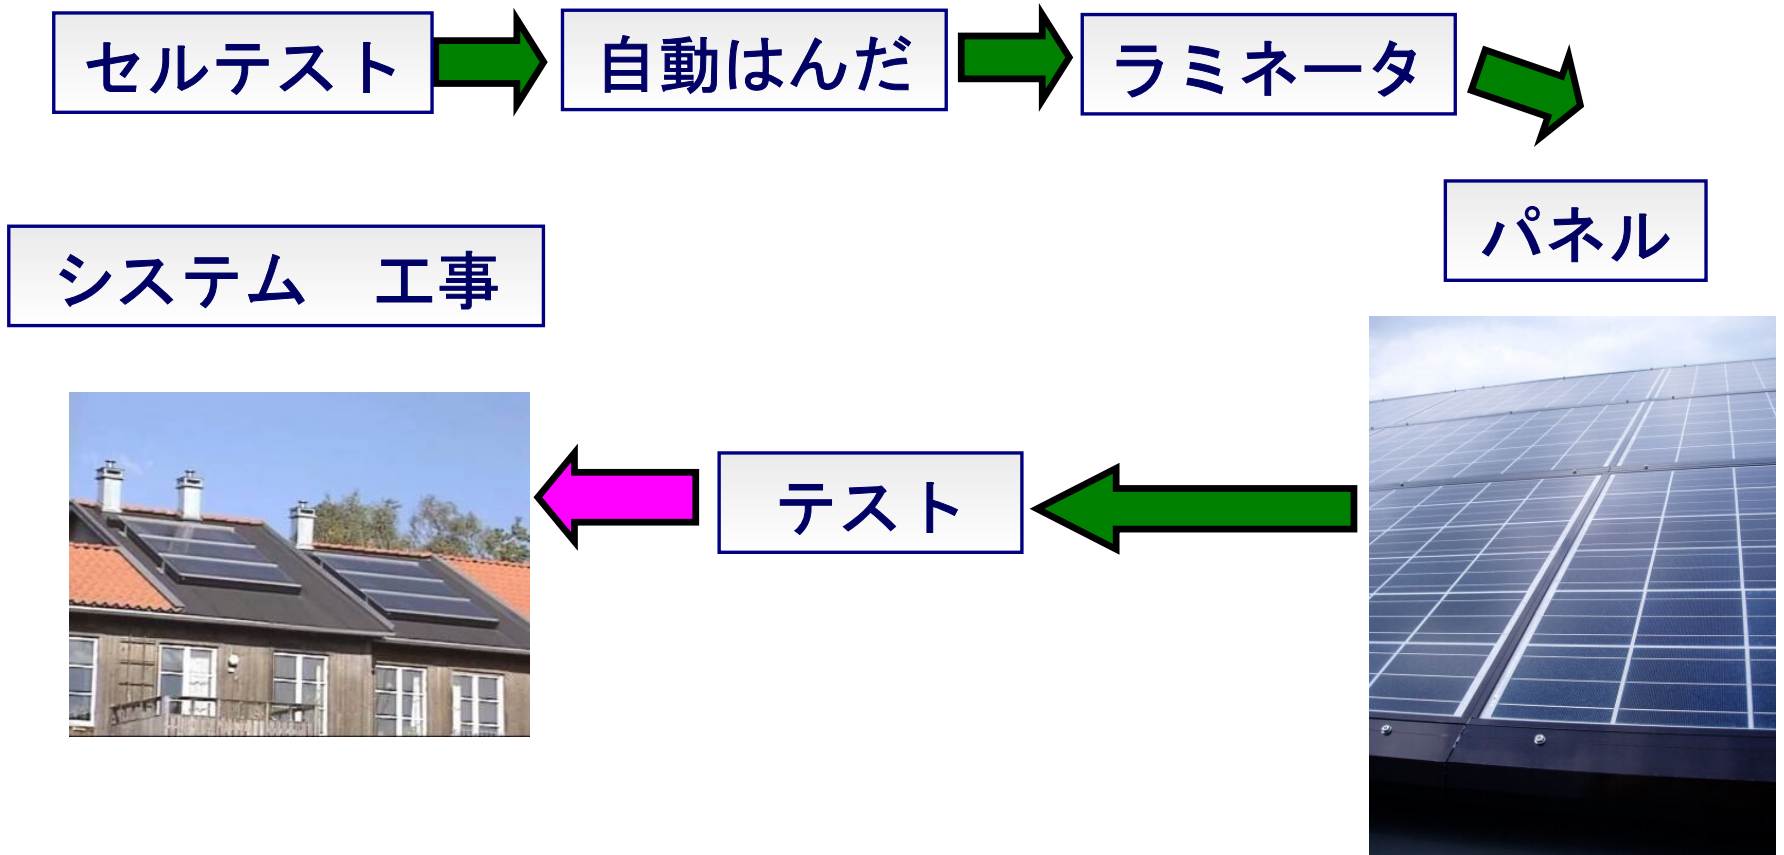 セルテスト
自動はんだ
ラミネータ
パネル
システム　工事
テスト